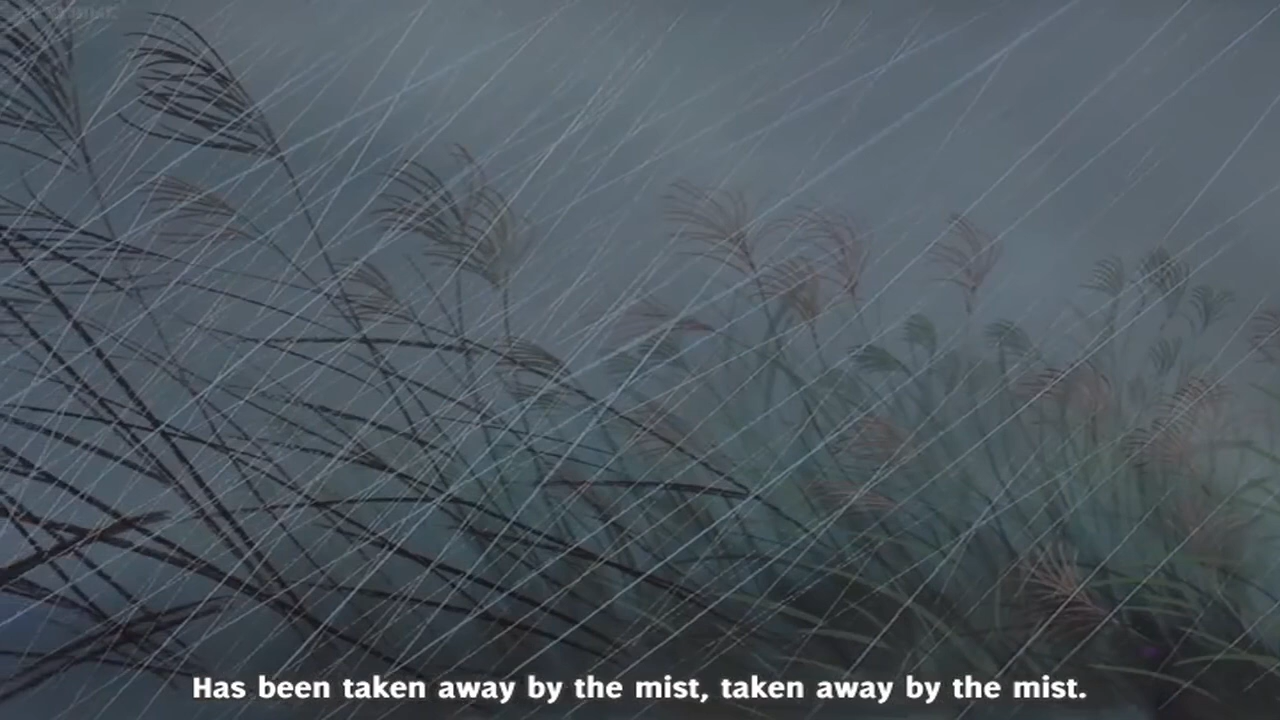 Has been taken away by the mist, taken away by the mist.